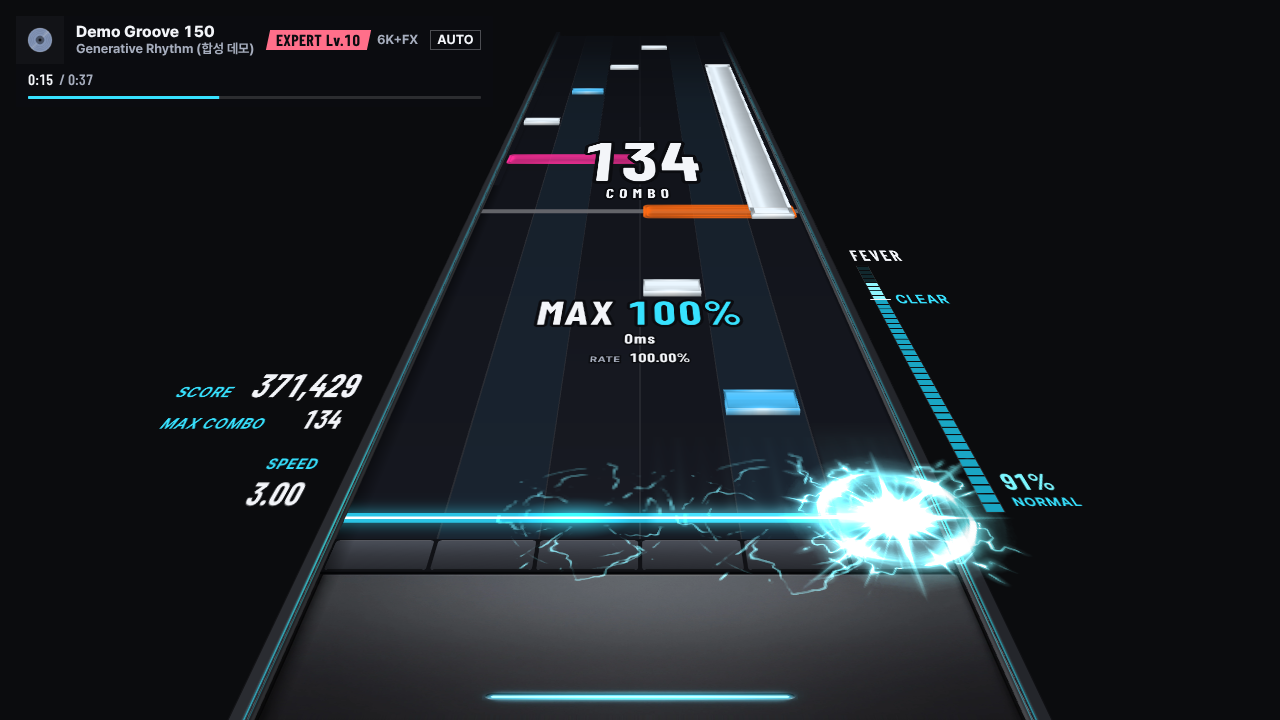 Demo Groove 150
Generative Rhythm (합성 데모)
EXPERT Lv.10
6K+FX
AUTO
0:15 / 0:37
134
COMBO
FEVER
CLEAR
MAX 100%
0ms
RATE 100.00%
SCORE 371,429
MAX COMBO 134
SPEED
3.00
91%
NORMAL